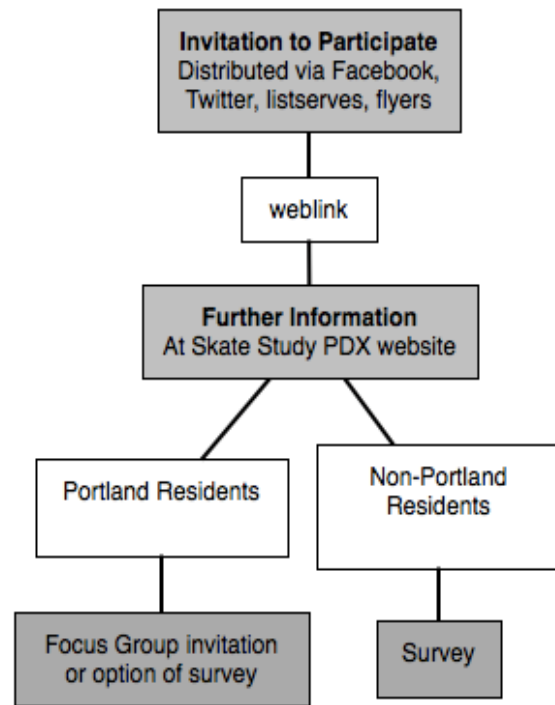 Invitation to Participate
Distributed via Facebook,
Twitter, listserves, flyers
weblink
Further Information
At Skate Study PDX website
Portland Residents
Non-Portland
Residents
Focus Group invitation
or option of survey
Survey